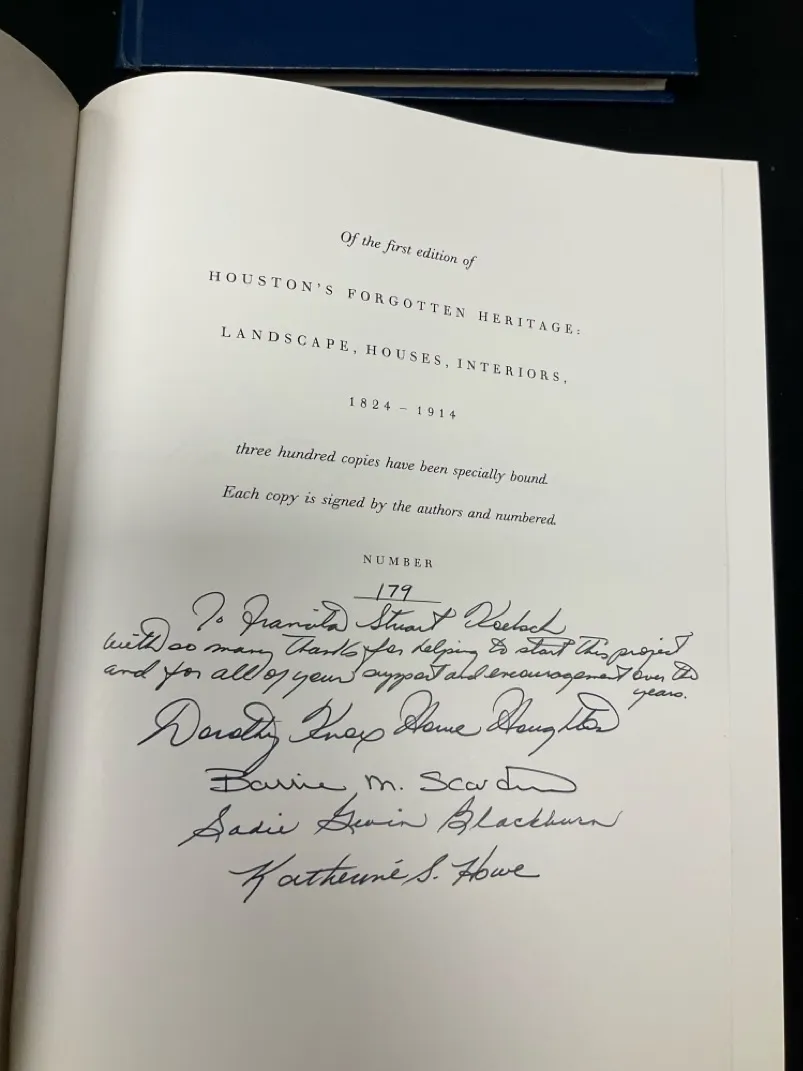 Of the first edition of
HOUSTON'S FORGOTTEN HERITAGE:
LANDSCAPE, HOUSES, INTERIORS,
1824 – 1914
three hundred copies have been specially bound.
Each copy is signed by the authors and numbered.
NUMBER
179
To Stuart Koelsch
with so many thanks for helping to start this project
and for all of your support and encouragement over the
years.
Dorothy Knox Howe Houghton
Barrie M. Scardino
Sadie Gwin Blackburn
Katherine S. Howe